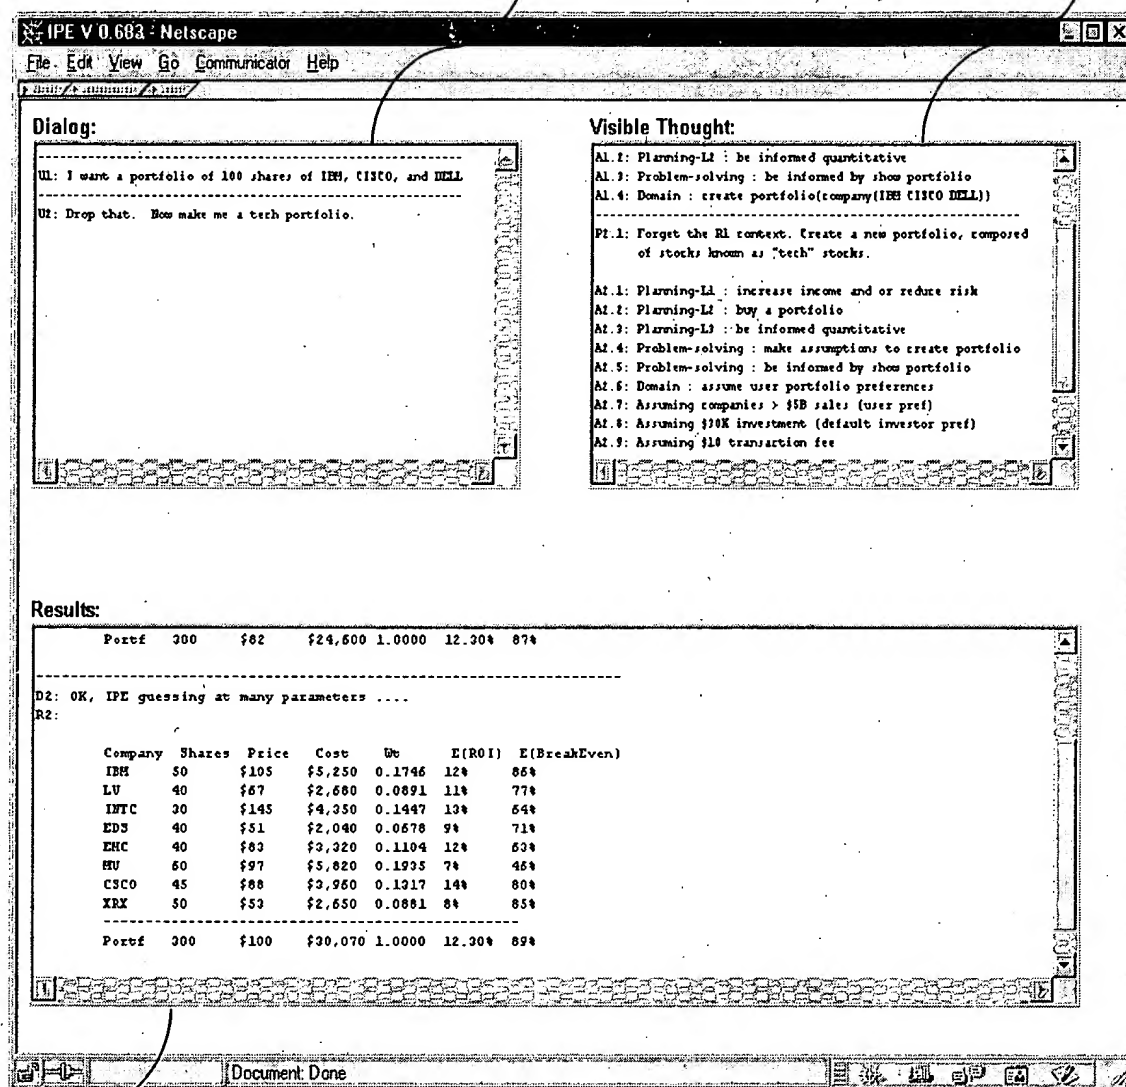 IPE V 0.683 - Netscape
File Edit View Go Communicator Help
Dialog:
U1: I want a portfolio of 100 shares of IBM, CISCO, and DELL
U2: Drop that. Now make me a tech portfolio.
Visible Thought:
A1.2: Planning-L2 : be informed quantitative
A1.3: Problem-solving : be informed by show portfolio
A1.4: Domain : create portfolio(company(IBM CISCO DELL))
P2.1: Forget the R1 context. Create a new portfolio, composed
of stocks known as "tech" stocks.
A2.1: Planning-L1 : increase income and or reduce risk
A2.2: Planning-L2 : buy a portfolio
A2.3: Planning-L3 : be informed quantitative
A2.4: Problem-solving : make assumptions to create portfolio
A2.5: Problem-solving : be informed by show portfolio
A2.6: Domain : assume user portfolio preferences
A2.7: Assuming companies > $5B sales (user pref)
A2.8: Assuming $30K investment (default investor pref)
A2.9: Assuming $10 transaction fee
Results:
Portf 300 $82 $24,600 1.0000 12.30% 87%
D2: OK, IPE guessing at many parameters ....
R2:
Company Shares Price Cost Wt E(ROI) E(BreakEven)
IBM 50 $105 $5,250 0.1746 12% 86%
LU 40 $67 $2,680 0.0891 11% 77%
INTC 30 $145 $4,350 0.1447 13% 64%
EDS 40 $51 $2,040 0.0678 9% 71%
EMC 40 $83 $3,320 0.1104 12% 63%
MU 60 $97 $5,820 0.1935 7% 46%
CSCO 45 $88 $3,960 0.1317 14% 80%
XRX 50 $53 $2,650 0.0881 8% 85%
Portf 300 $100 $30,070 1.0000 12.30% 89%
Document: Done